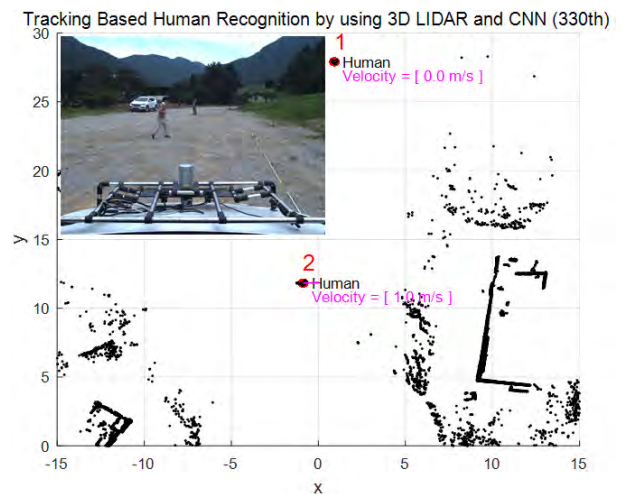 Tracking Based Human Recognition by using 3D LIDAR and CNN (330th)
30
25
20
15
10
5
0
y
1
Human
Velocity = [ 0.0 m/s ]
2
Human
Velocity = [ 1.0 m/s ]
-15
-10
-5
0
5
10
15
x